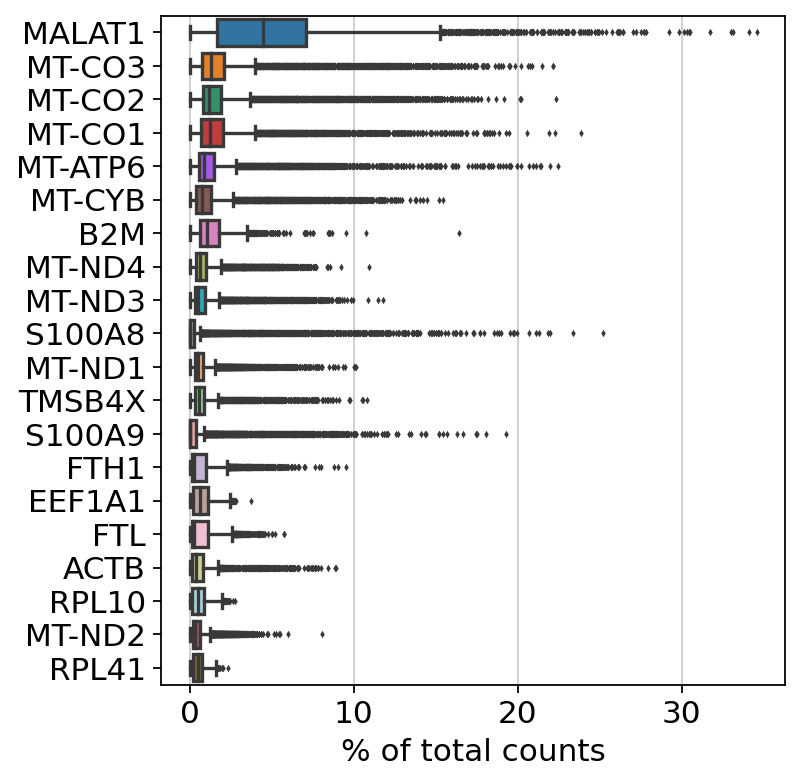 MALAT1
MT-CO3
MT-CO2
MT-CO1
MT-ATP6
MT-CYB
B2M
MT-ND4
MT-ND3
S100A8
MT-ND1
TMSB4X
S100A9
FTH1
EEF1A1
FTL
ACTB
RPL10
MT-ND2
RPL41
0 10 20 30
% of total counts